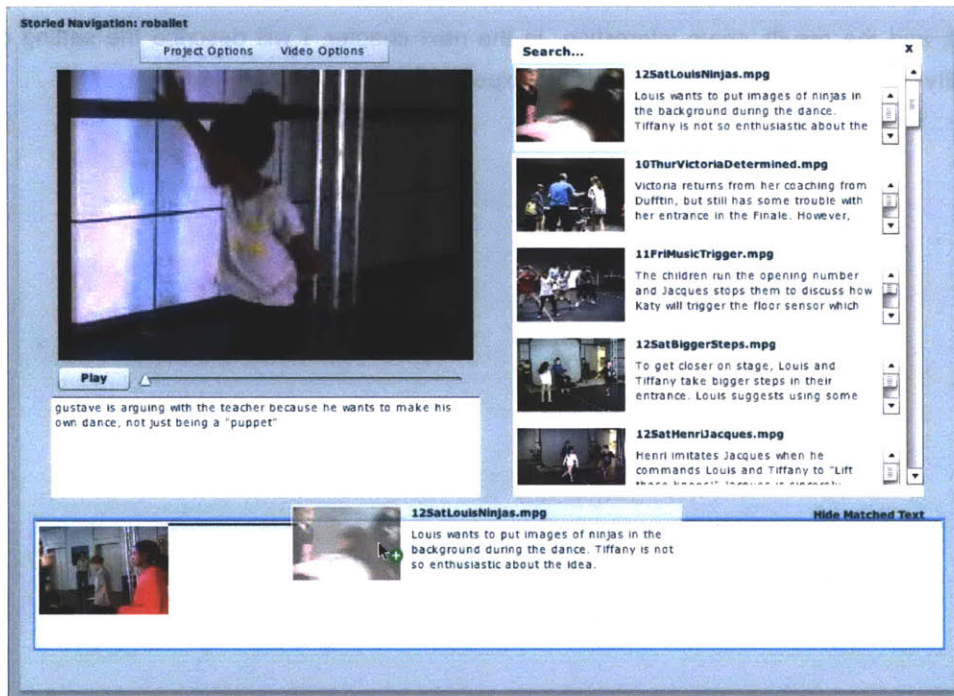 Storied Navigation: roballet
Project Options Video Options
Play
gustave is arguing with the teacher because he wants to make his
own dance, not just being a "puppet"
Search...
x
12SatLouisNinjas.mpg
Louis wants to put images of ninjas in
the background during the dance.
Tiffany is not so enthusiastic about the
10ThurVictoriaDetermined.mpg
Victoria returns from her coaching from
Dufftin, but still has some trouble with
her entrance in the Finale. However,
11FriMusicTrigger.mpg
The children run the opening number
and Jacques stops them to discuss how
Katy will trigger the floor sensor which
12SatBiggerSteps.mpg
To get closer on stage, Louis and
Tiffany take bigger steps in their
entrance. Louis suggests using some
12SatHenriJacques.mpg
Henri imitates Jacques when he
commands Louis and Tiffany to "Lift
those knees!" Jacques is sincerely
12SatLouisNinjas.mpg
Louis wants to put images of ninjas in the
background during the dance. Tiffany is not
so enthusiastic about the idea.
Hide Matched Text